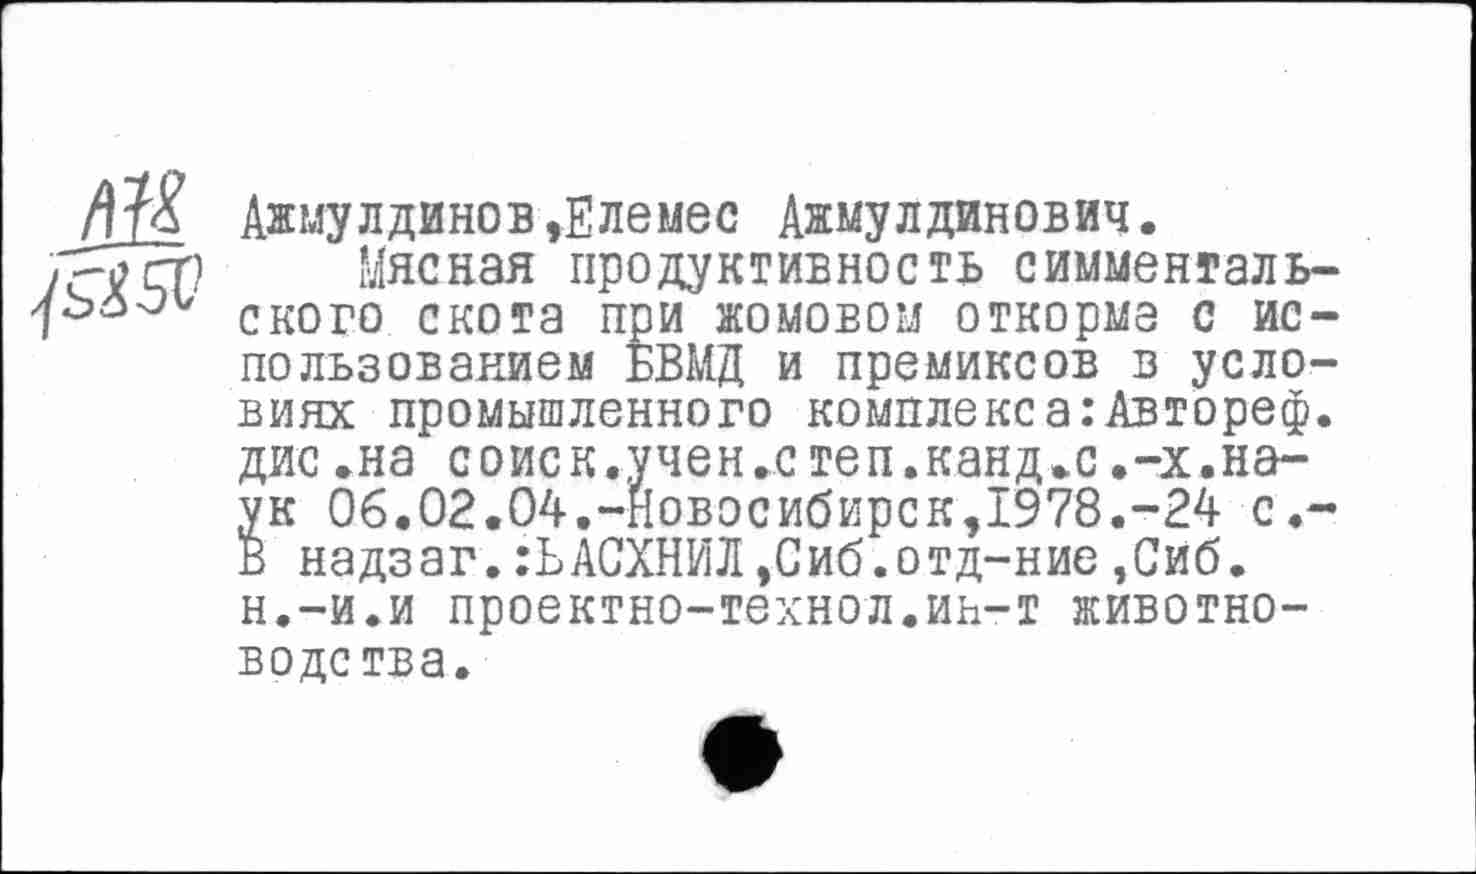 А78
15850
Ажмулдинов,Елемес Ажмулдинович.
Мясная продуктивность симменталь-
ского скота при жомовом откорме с ис-
пользованием БВМД и премиксов в усло-
виях промышленного комплекса:Автореф.
дис.на соиск.учен.степ.канд.с.-х.на-
ук 06.02.04.-Новосибирск,1978.-24 с.-
В надзаг.:ВАСХНИЛ,Сиб.отд-ние,Сиб.
н.-и.и проектно-технол.ин-т животно-
водства.